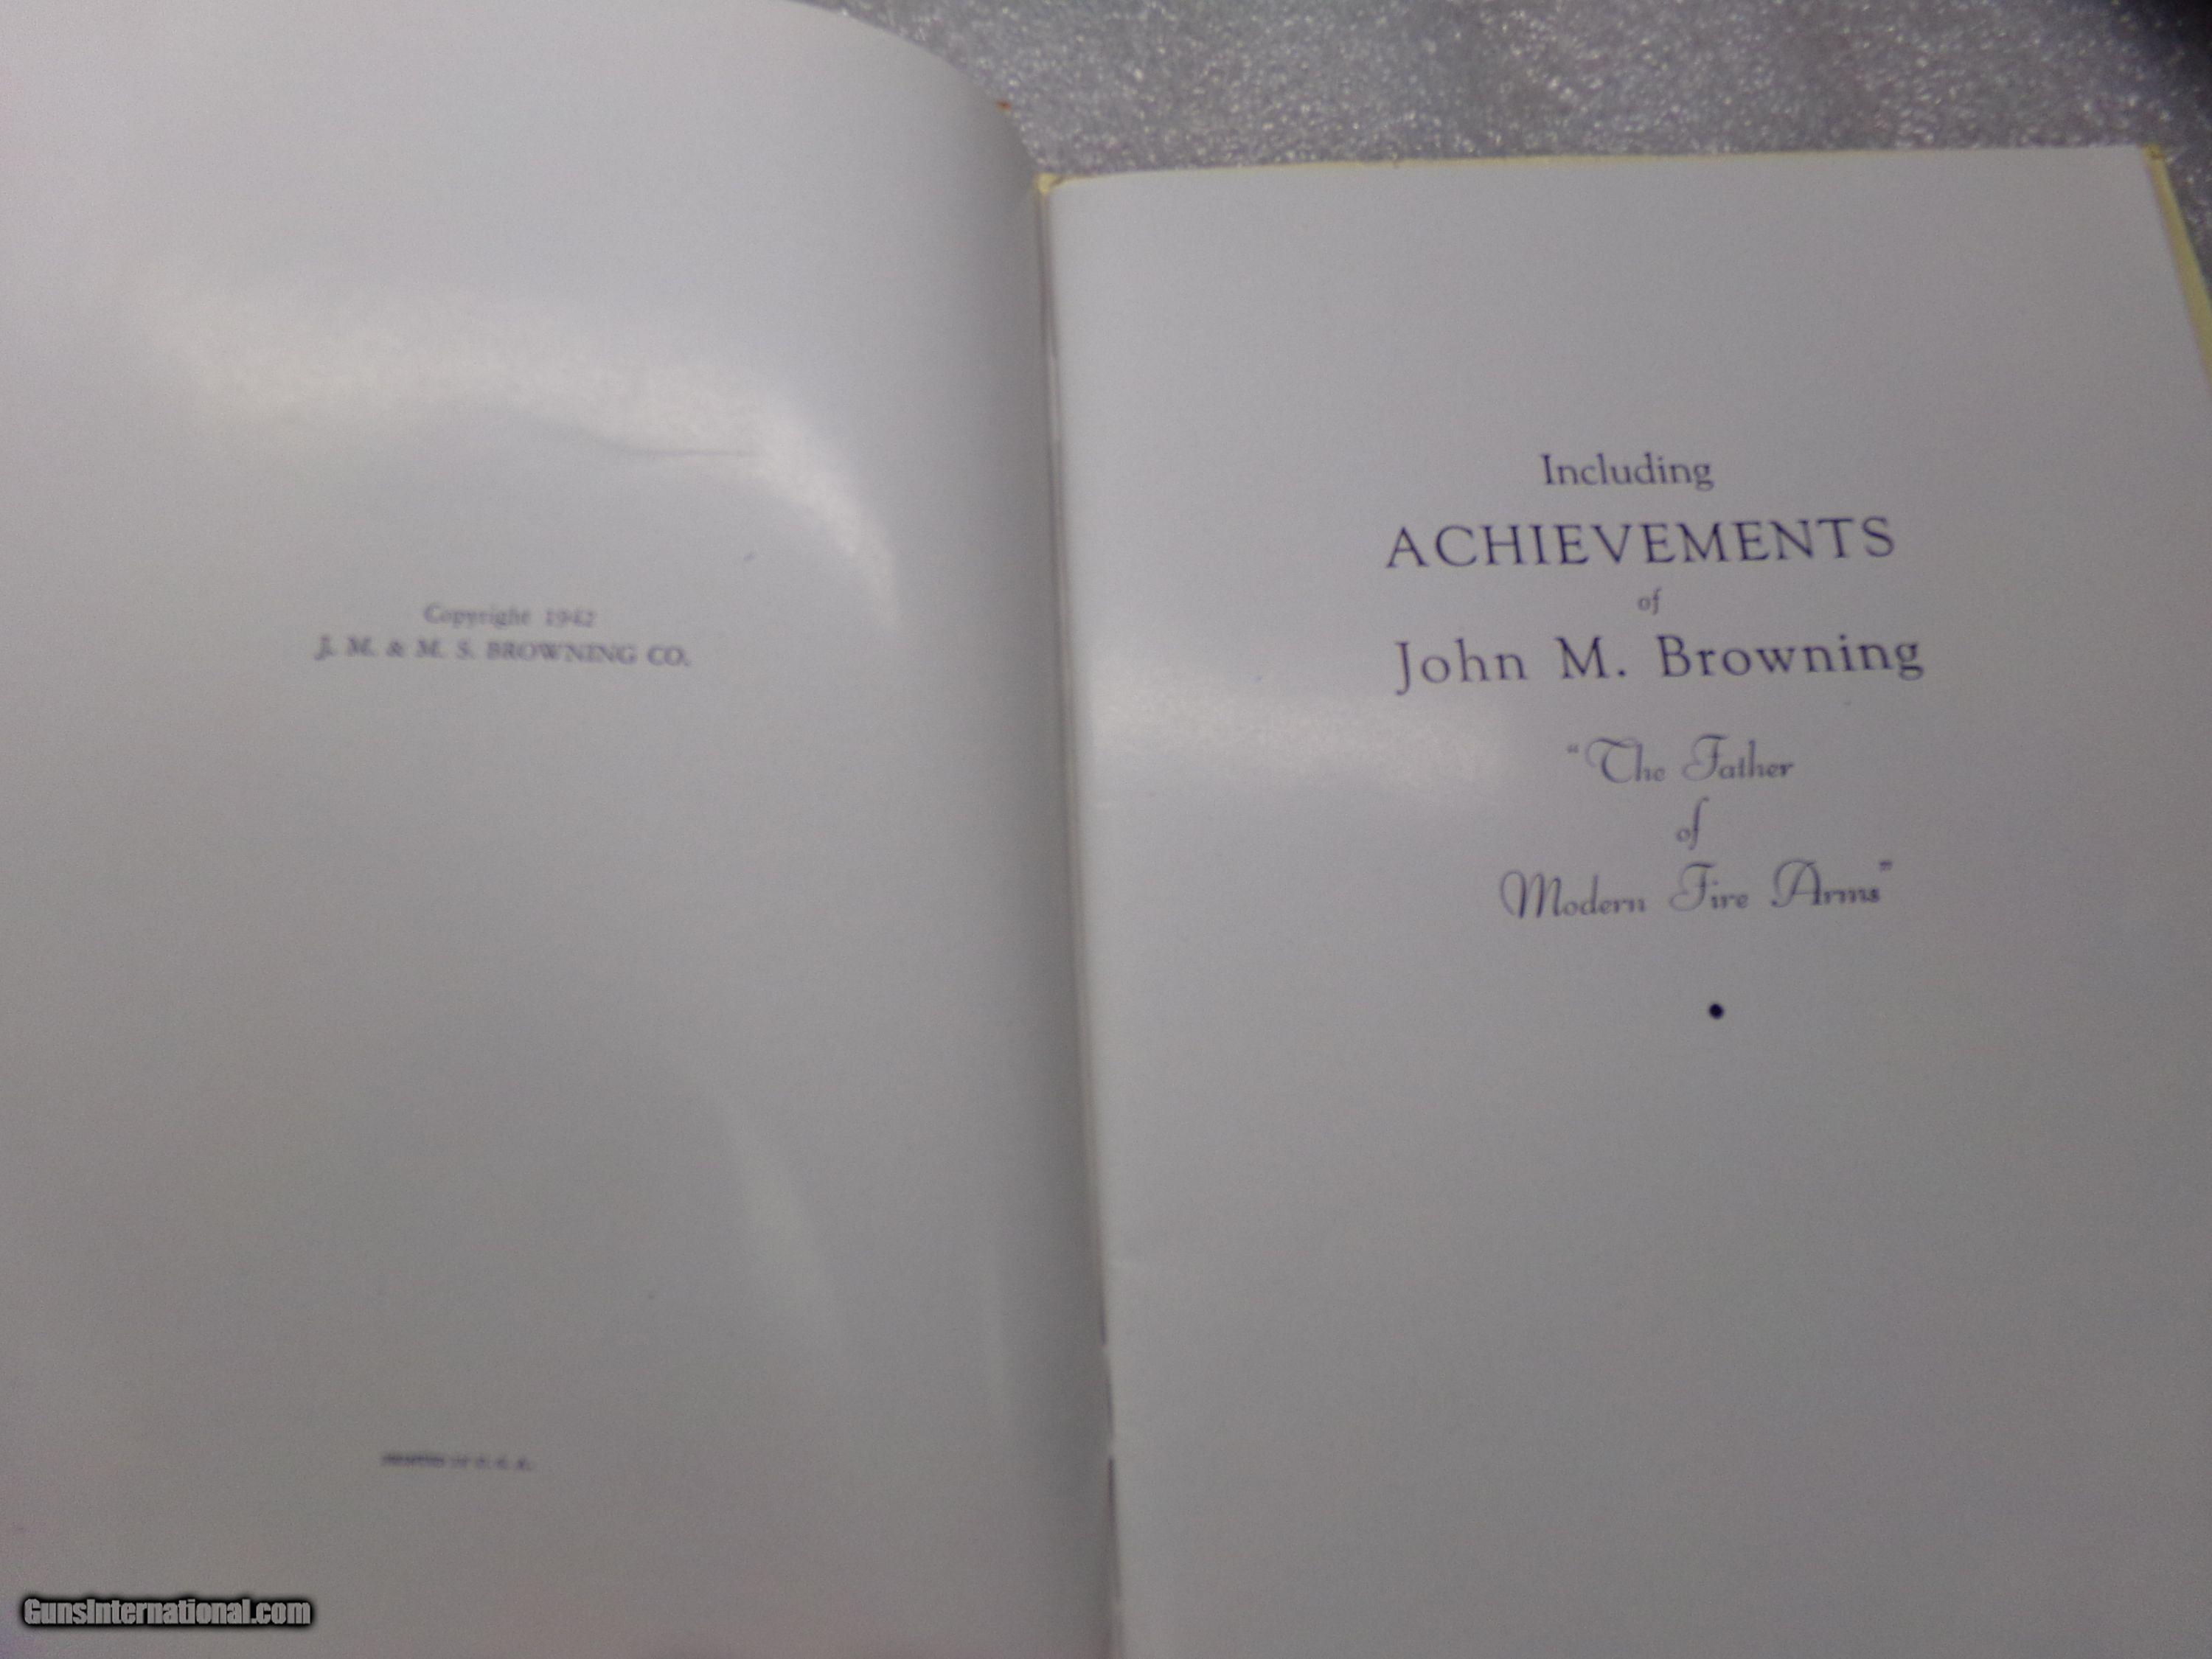 Copyright 1942
J. M. & M. S. BROWNING CO.
Including
ACHIEVEMENTS
of
John M. Browning
"The Father
of
Modern Fire Arms"
GunsInternational.com